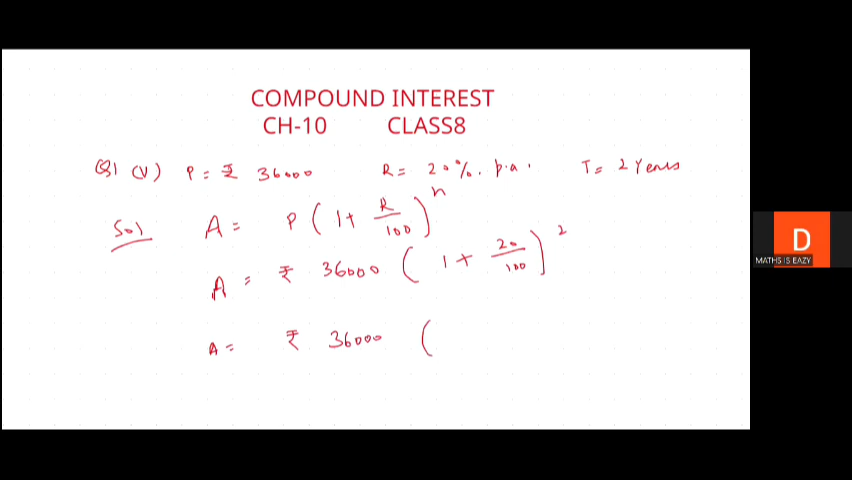 COMPOUND INTEREST
CH-10 CLASS8
Q1 (V) P = ₹ 36000 R = 20%. p.a. T = 2 Years
Sol A = P ( 1 + R/100 )^n
A = ₹ 36000 ( 1 + 20/100 )^2
A = ₹ 36000 (
D
MATHS IS EAZY